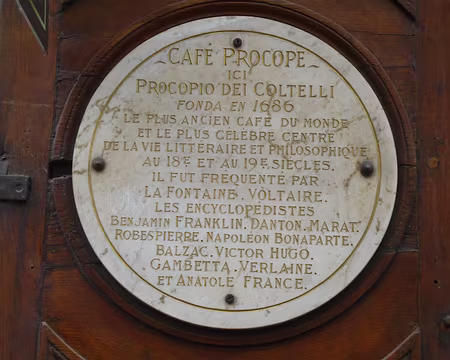 CAFÉ PROCOPE
ICI
PROCOPIO DEI COLTELLI
FONDA EN 1686
LE PLUS ANCIEN CAFÉ DU MONDE
ET LE PLUS CÉLÈBRE CENTRE
DE LA VIE LITTÉRAIRE ET PHILOSOPHIQUE
AU 18E ET AU 19E SIÈCLES.
IL FUT FRÉQUENTÉ PAR
LA FONTAINE. VOLTAIRE.
LES ENCYCLOPÉDISTES
BENJAMIN FRANKLIN. DANTON. MARAT.
ROBESPIERRE. NAPOLÉON BONAPARTE.
BALZAC. VICTOR HUGO.
GAMBETTA. VERLAINE.
ET ANATOLE FRANCE.